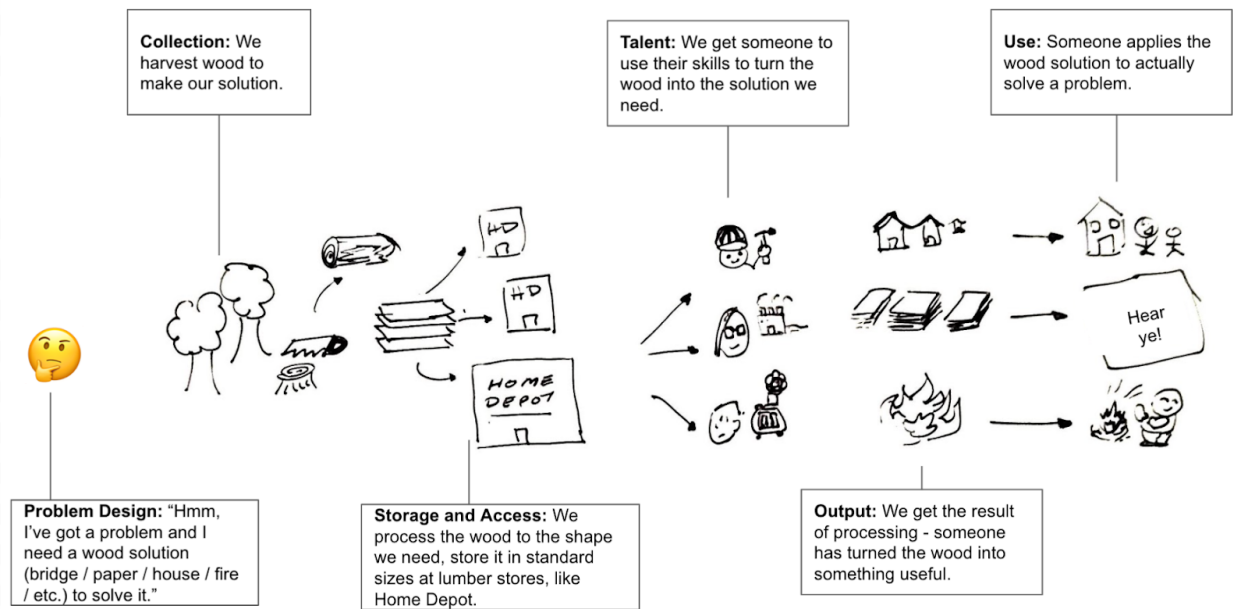 Collection: We
harvest wood to
make our solution.
Talent: We get someone to
use their skills to turn the
wood into the solution we
need.
Use: Someone applies the
wood solution to actually
solve a problem.
HD
HD
HOME
DEPOT
Hear
ye!
Problem Design: “Hmm,
I’ve got a problem and I
need a wood solution
(bridge / paper / house / fire
/ etc.) to solve it.”
Storage and Access: We
process the wood to the shape
we need, store it in standard
sizes at lumber stores, like
Home Depot.
Output: We get the result
of processing - someone
has turned the wood into
something useful.